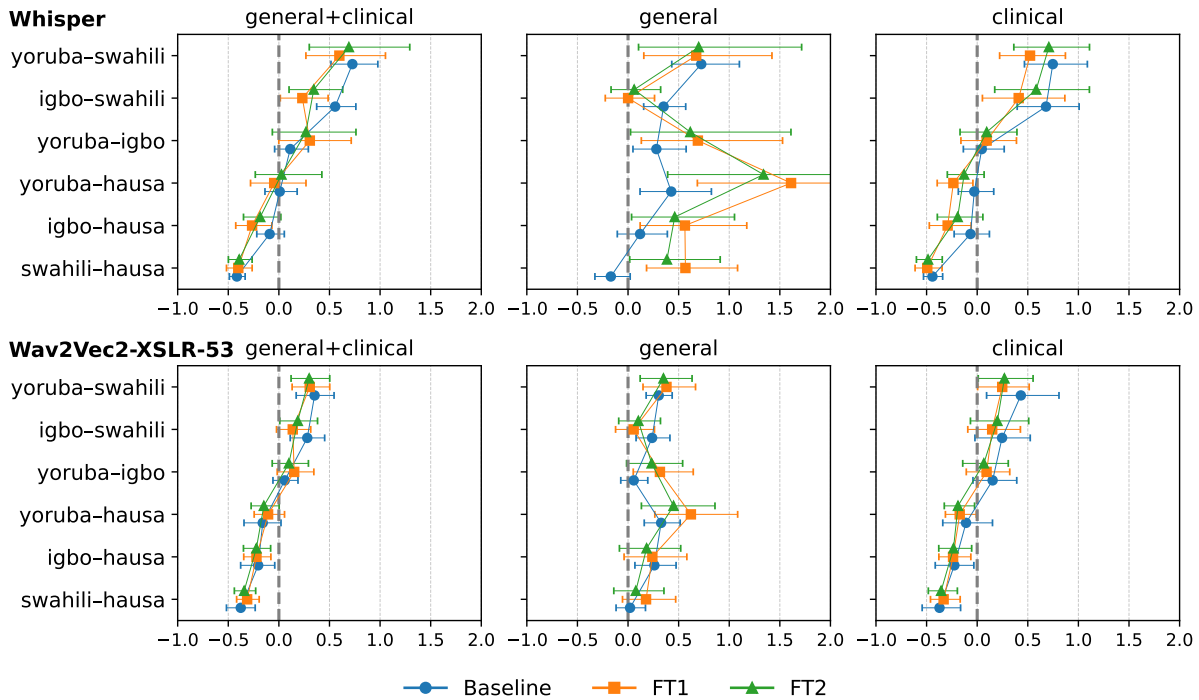 Whisper
general+clinical
general
clinical
yoruba–swahili
igbo–swahili
yoruba–igbo
yoruba–hausa
igbo–hausa
swahili–hausa
−1.0 −0.5 0.0 0.5 1.0 1.5 2.0
−1.0 −0.5 0.0 0.5 1.0 1.5 2.0
−1.0 −0.5 0.0 0.5 1.0 1.5 2.0
Wav2Vec2-XSLR-53
general+clinical
general
clinical
yoruba–swahili
igbo–swahili
yoruba–igbo
yoruba–hausa
igbo–hausa
swahili–hausa
−1.0 −0.5 0.0 0.5 1.0 1.5 2.0
−1.0 −0.5 0.0 0.5 1.0 1.5 2.0
−1.0 −0.5 0.0 0.5 1.0 1.5 2.0
Baseline FT1 FT2